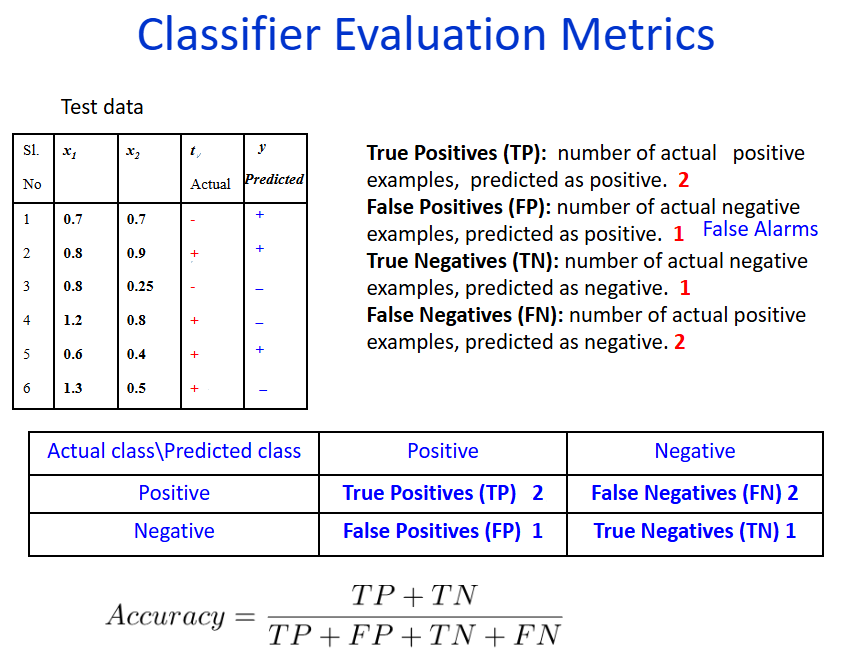 Classifier Evaluation Metrics
Test data
Sl. No x1 x2 t, Actual y Predicted
1 0.7 0.7 - +
2 0.8 0.9 + +
3 0.8 0.25 - –
4 1.2 0.8 + –
5 0.6 0.4 + +
6 1.3 0.5 + –
True Positives (TP): number of actual positive
examples, predicted as positive. 2
False Positives (FP): number of actual negative
examples, predicted as positive. 1 False Alarms
True Negatives (TN): number of actual negative
examples, predicted as negative. 1
False Negatives (FN): number of actual positive
examples, predicted as negative. 2
Actual class\Predicted class Positive Negative
Positive True Positives (TP) 2 False Negatives (FN) 2
Negative False Positives (FP) 1 True Negatives (TN) 1
Accuracy = TP + TN / TP + FP + TN + FN